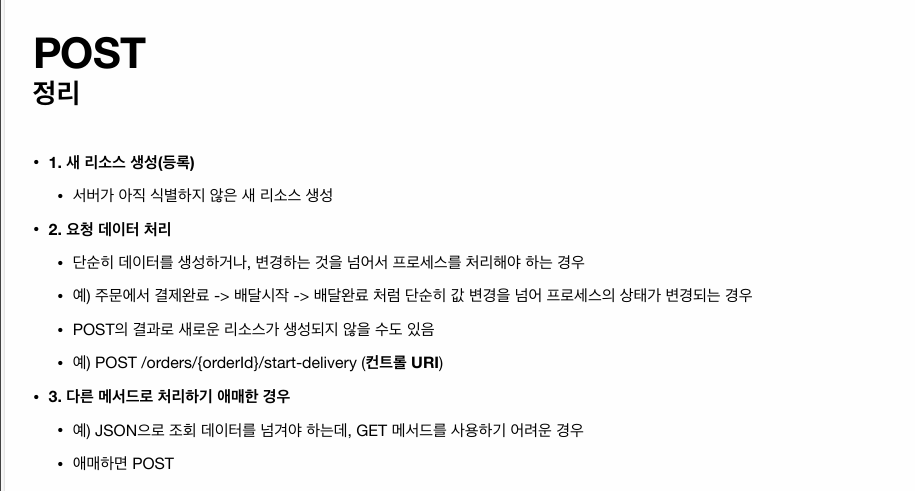 POST
정리
• 1. 새 리소스 생성(등록)
• 서버가 아직 식별하지 않은 새 리소스 생성
• 2. 요청 데이터 처리
• 단순히 데이터를 생성하거나, 변경하는 것을 넘어서 프로세스를 처리해야 하는 경우
• 예) 주문에서 결제완료 -> 배달시작 -> 배달완료 처럼 단순히 값 변경을 넘어 프로세스의 상태가 변경되는 경우
• POST의 결과로 새로운 리소스가 생성되지 않을 수도 있음
• 예) POST /orders/{orderId}/start-delivery (컨트롤 URI)
• 3. 다른 메서드로 처리하기 애매한 경우
• 예) JSON으로 조회 데이터를 넘겨야 하는데, GET 메서드를 사용하기 어려운 경우
• 애매하면 POST